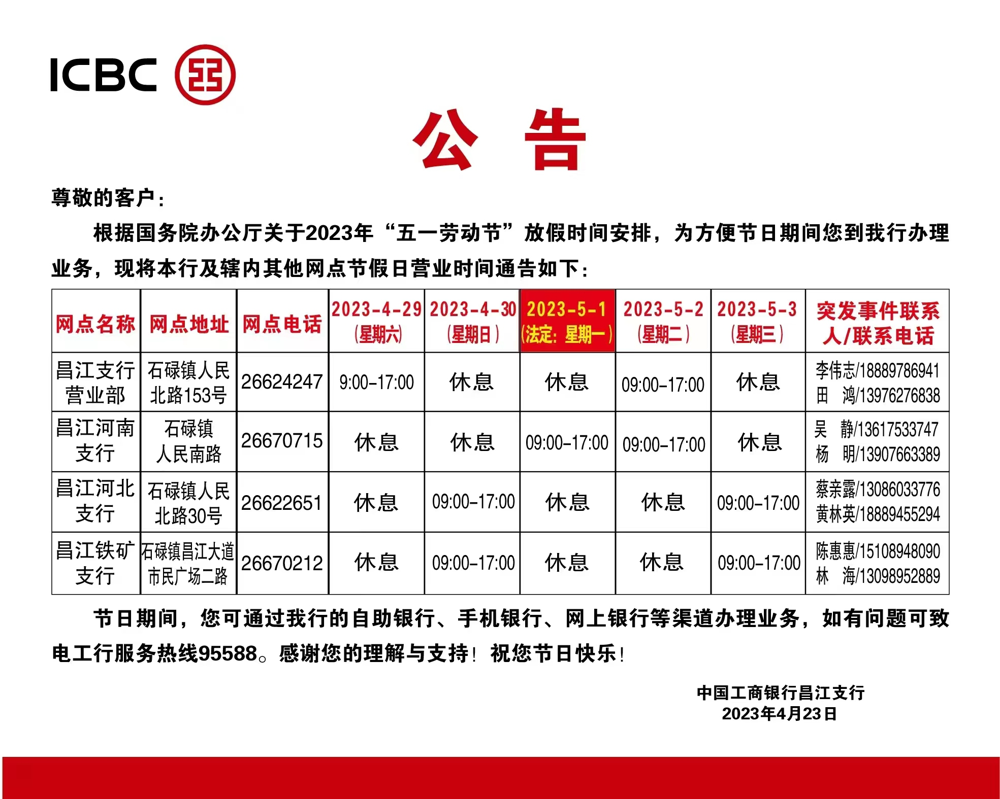 ICBC
公 告
尊敬的客户：
根据国务院办公厅关于2023年“五一劳动节”放假时间安排，为方便节日期间您到我行办理
业务，现将本行及辖内其他网点节假日营业时间通告如下：
网点名称
网点地址
网点电话
2023-4-29
（星期六）
2023-4-30
（星期日）
2023-5-1
（法定：星期一）
2023-5-2
（星期二）
2023-5-3
（星期三）
突发事件联系
人/联系电话
昌江支行
营业部
石碌镇人民
北路153号
26624247
9:00-17:00
休息
休息
09:00-17:00
休息
李伟志/18889786941
田　鸿/13976276838
昌江河南
支行
石碌镇
人民南路
26670715
休息
休息
09:00-17:00
09:00-17:00
休息
吴　静/13617533747
杨　明/13907663389
昌江河北
支行
石碌镇人民
北路30号
26622651
休息
09:00-17:00
休息
休息
09:00-17:00
蔡亲露/13086033776
黄林英/18889455294
昌江铁矿
支行
石碌镇昌江大道
市民广场二路
26670212
休息
09:00-17:00
休息
休息
09:00-17:00
陈惠惠/15108948090
林　海/13098952889
节日期间，您可通过我行的自助银行、手机银行、网上银行等渠道办理业务，如有问题可致
电工行服务热线95588。感谢您的理解与支持！祝您节日快乐！
中国工商银行昌江支行
2023年4月23日